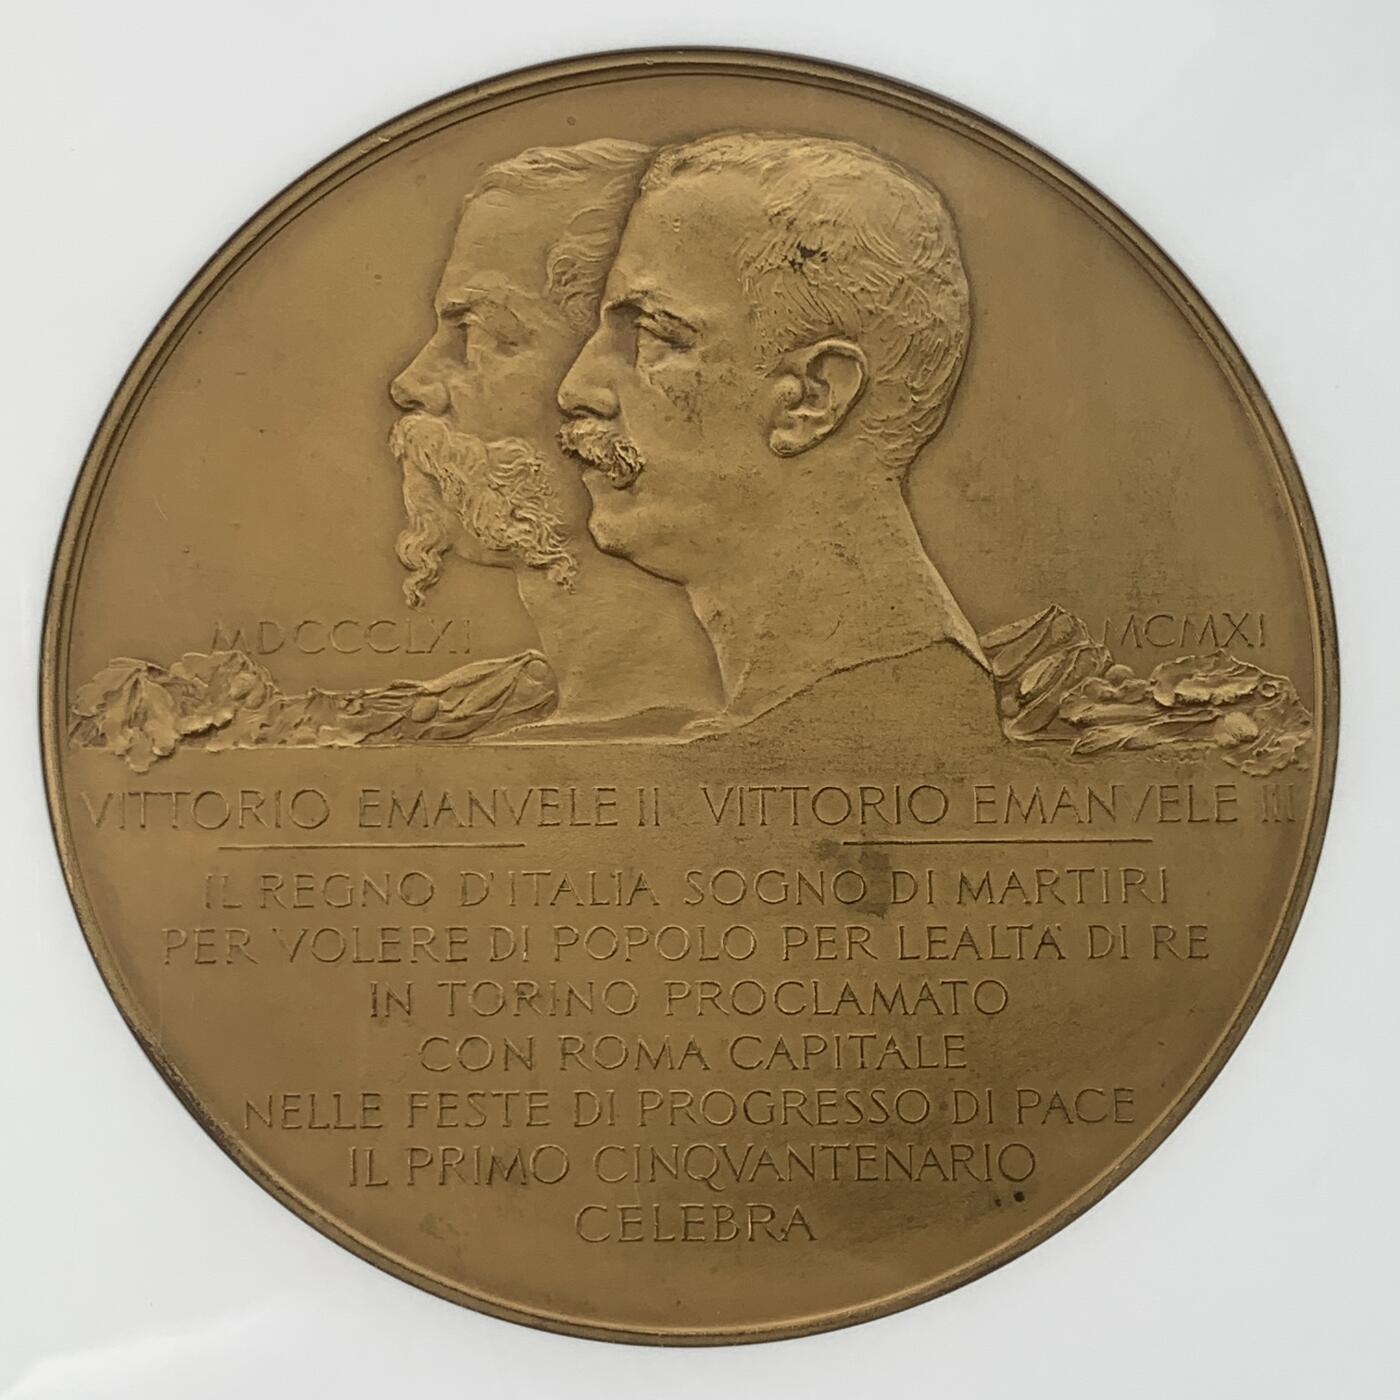 MDCCCLXI MCMXI
VITTORIO EMANVELE II VITTORIO EMANVELE III
IL REGNO D'ITALIA SOGNO DI MARTIRI
PER VOLERE DI POPOLO PER LEALTA' DI RE
IN TORINO PROCLAMATO
CON ROMA CAPITALE
NELLE FESTE DI PROGRESSO DI PACE
IL PRIMO CINQVANTENARIO
CELEBRA